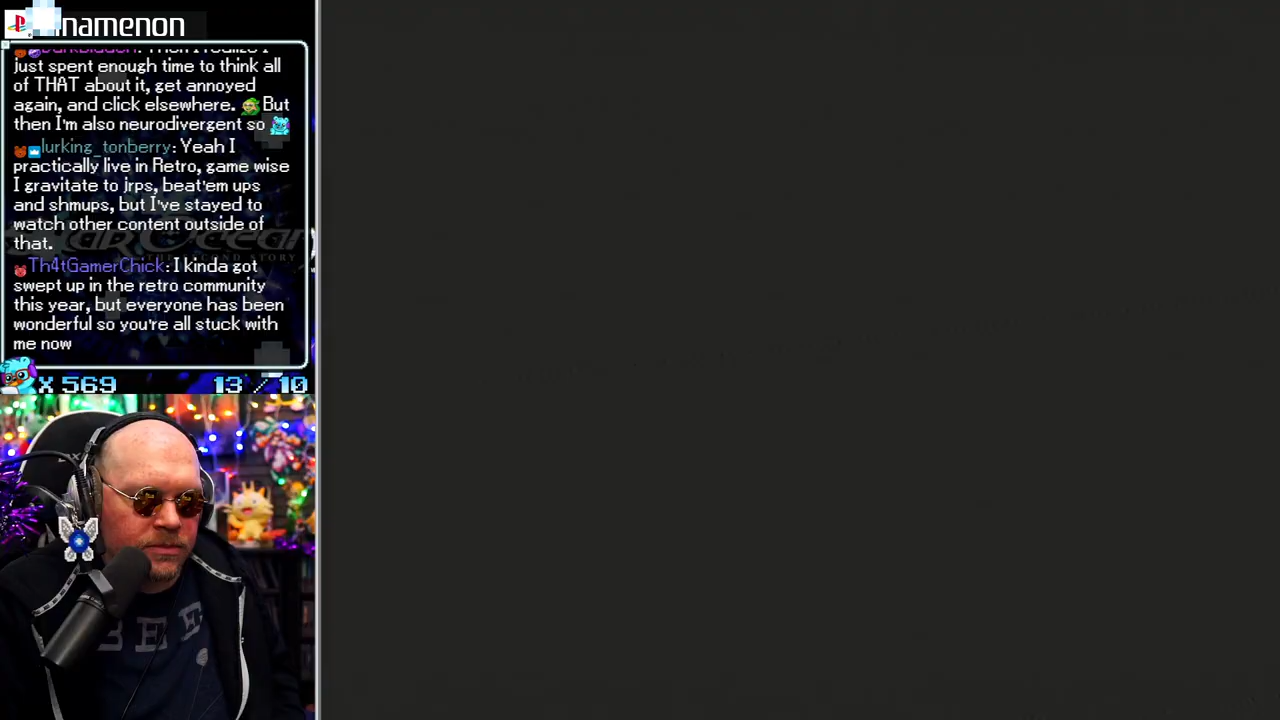 namenon
just spent enough time to think all
of THAT about it, get annoyed
again, and click elsewhere. But
then I'm also neurodivergent so
lurking_tonberry: Yeah I
practically live in Retro, game wise
I gravitate to jrps, beat'em ups
and shmups, but I've stayed to
watch other content outside of
that.
Th4tGamerChick: I kinda got
swept up in the retro community
this year, but everyone has been
wonderful so you're all stuck with
me now
X 569 13 / 10
BEE